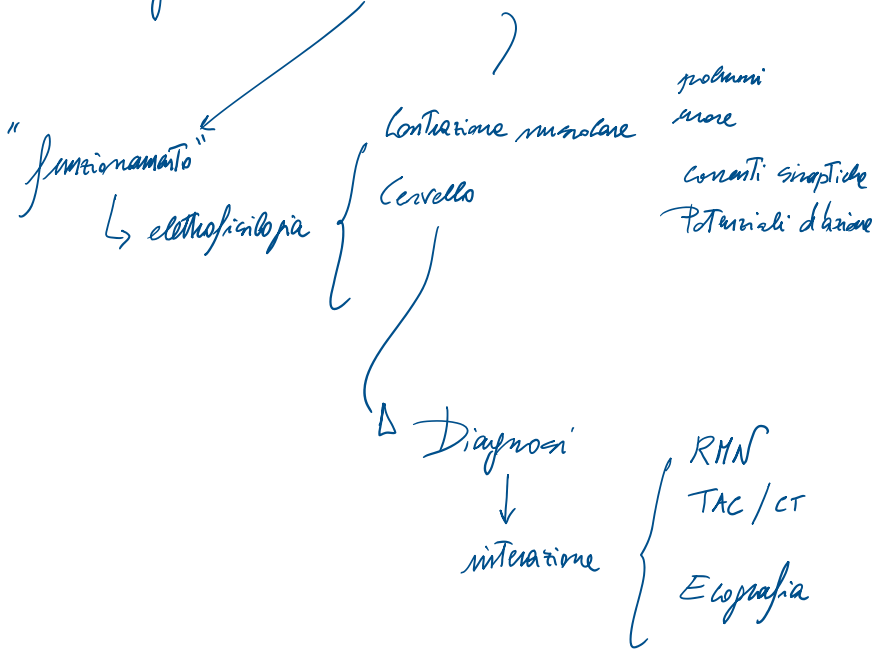 "funzionamento"
elettrofisiologia
Contrazione muscolare
Cervello
polmoni
cuore
correnti sinaptiche
Potenziali d'azione
Diagnosi
interazione
RMN
TAC / CT
Ecografia